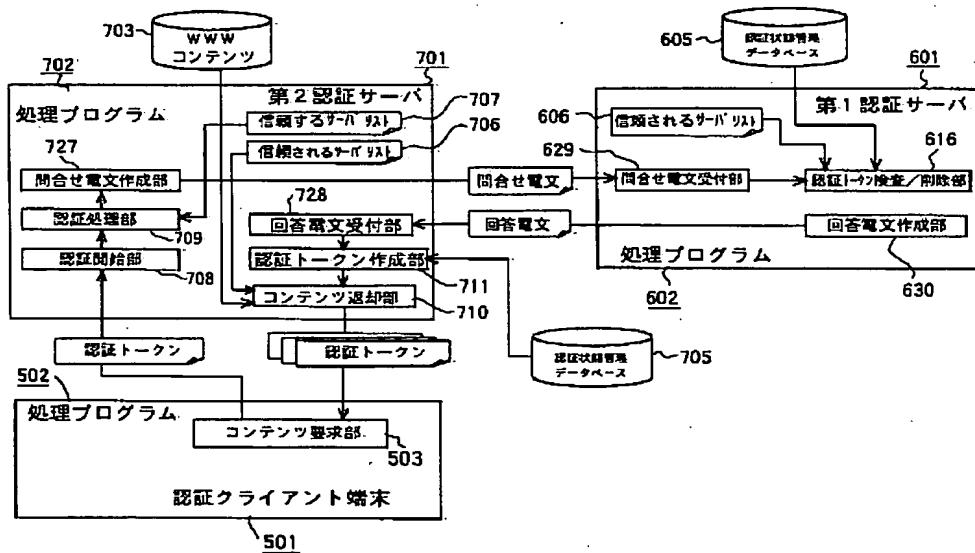 703
WWW
コンテンツ
605
認証状態管理
データベース
702
701
601
処理プログラム
第2認証サーバ
707
信頼するサーバリスト
706
信頼されるサーバリスト
第1認証サーバ
606
信頼されるサーバリスト
727
問合せ電文作成部
問合せ電文
629
問合せ電文受付部
616
認証トークン検査/削除部
認証処理部
709
728
回答電文受付部
回答電文
回答電文作成部
認証開始部
708
認証トークン作成部
711
処理プログラム
630
コンテンツ返却部
710
602
認証トークン
認証トークン
認証状態管理
データベース
705
502
処理プログラム
コンテンツ要求部
503
認証クライアント端末
501